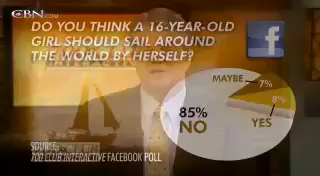 CBN.com
DO YOU THINK A 16-YEAR-OLD
GIRL SHOULD SAIL AROUND
THE WORLD BY HERSELF?
f
INTERACTIVE
MAYBE
7%
8%
YES
85%
NO
SOURCE:
700 CLUB INTERACTIVE FACEBOOK POLL